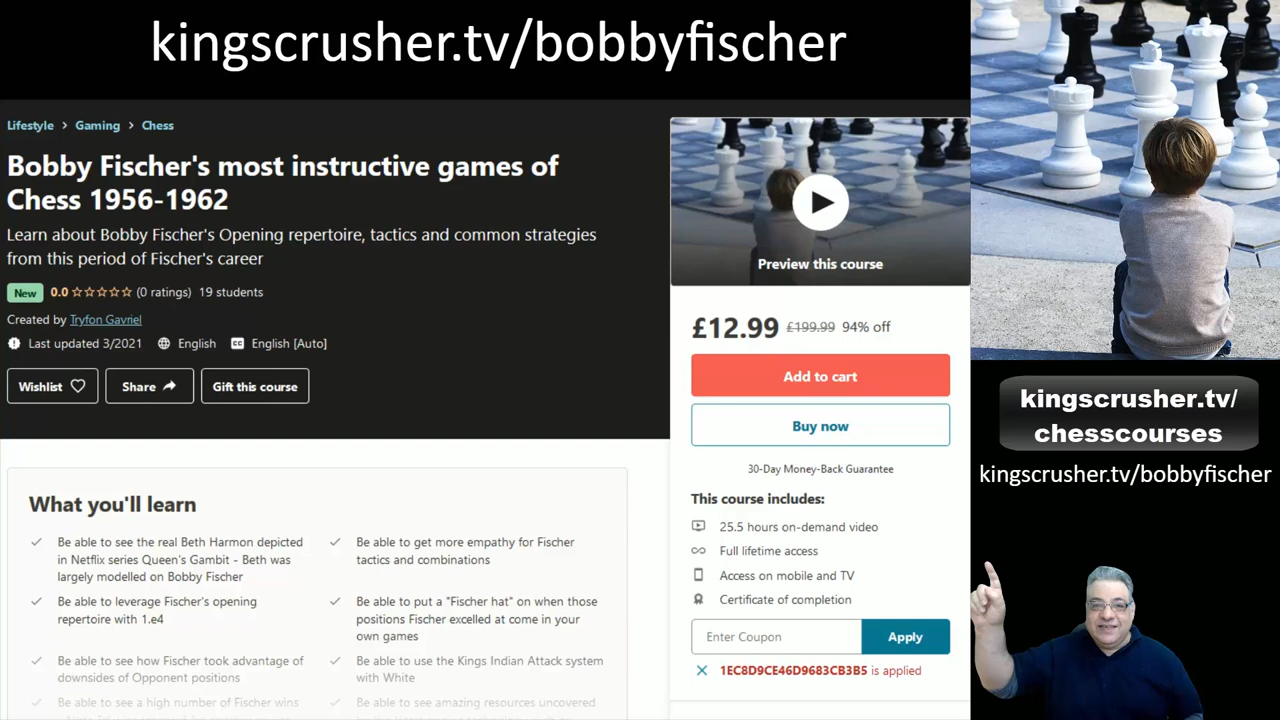 kingscrusher.tv/bobbyfischer
Lifestyle > Gaming > Chess
Bobby Fischer's most instructive games of
Chess 1956-1962
Learn about Bobby Fischer's Opening repertoire, tactics and common strategies
from this period of Fischer's career
New 0.0 (0 ratings) 19 students
Created by Tryfon Gavriel
Last updated 3/2021 English English [Auto]
Wishlist Share Gift this course
What you'll learn
Be able to see the real Beth Harmon depicted
in Netflix series Queen's Gambit - Beth was
largely modelled on Bobby Fischer
Be able to get more empathy for Fischer
tactics and combinations
Be able to leverage Fischer's opening
repertoire with 1.e4
Be able to put a "Fischer hat" on when those
positions Fischer excelled at come in your
own games
Be able to see how Fischer took advantage of
downsides of Opponent positions
Be able to use the Kings Indian Attack system
with White
Be able to see a high number of Fischer wins
Be able to see amazing resources uncovered
Preview this course
£12.99 £199.99 94% off
Add to cart
Buy now
30-Day Money-Back Guarantee
This course includes:
25.5 hours on-demand video
Full lifetime access
Access on mobile and TV
Certificate of completion
Enter Coupon Apply
1EC8D9CE46D9683CB3B5 is applied
kingscrusher.tv/
chesscourses
kingscrusher.tv/bobbyfischer